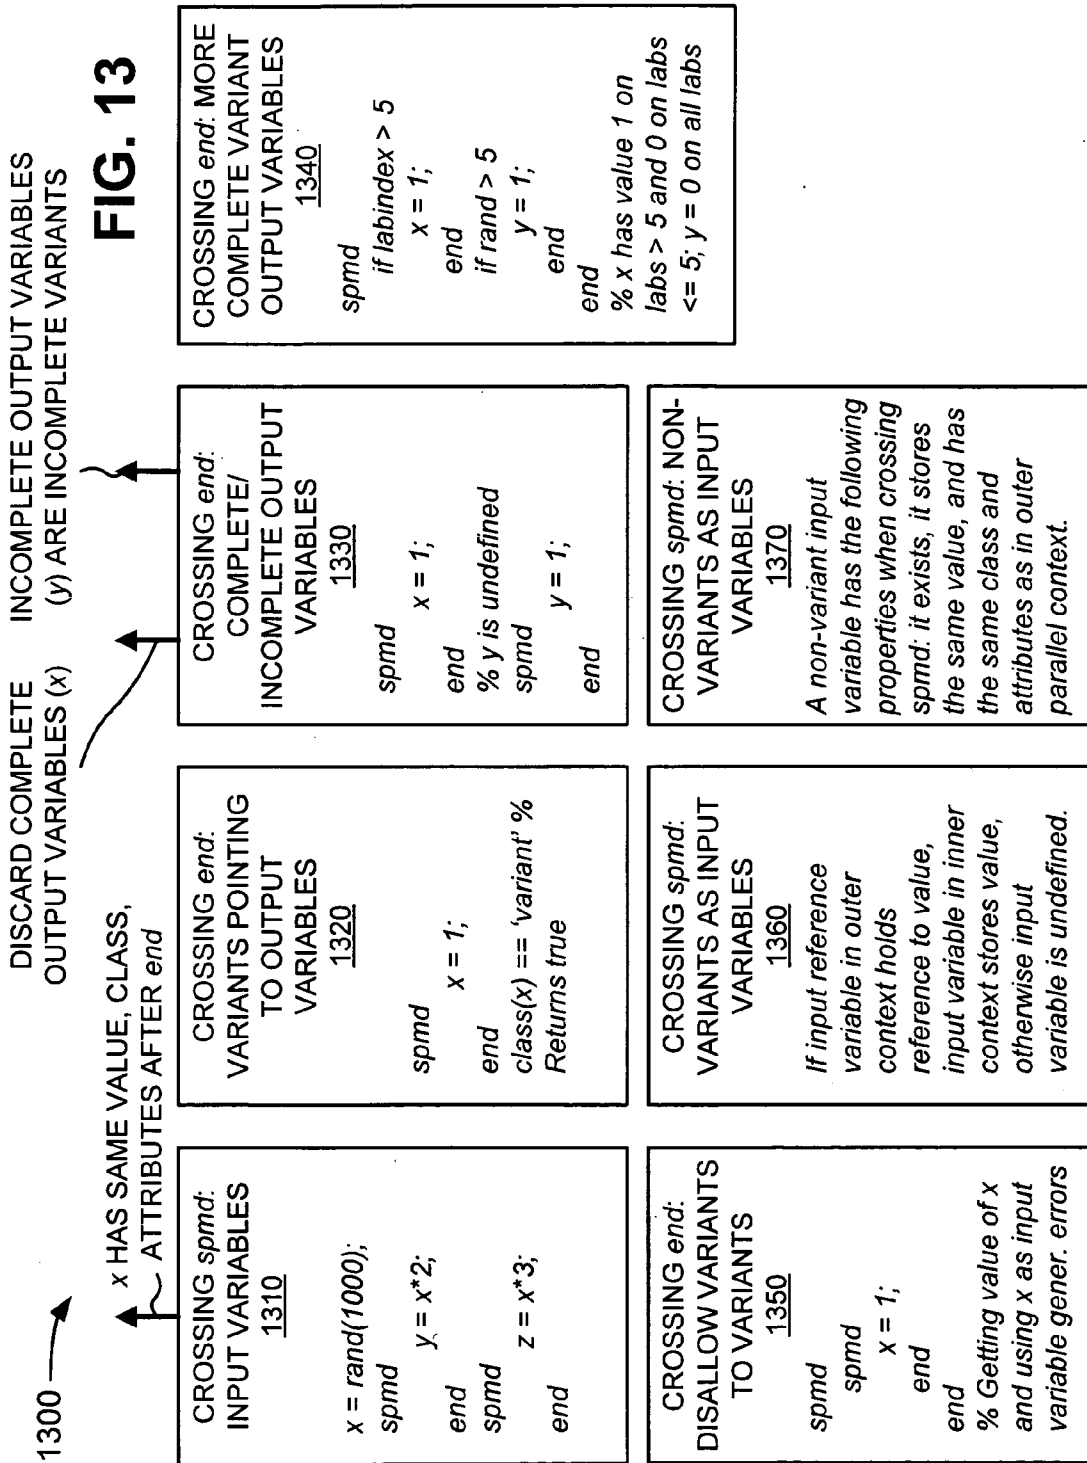 1300
x HAS SAME VALUE, CLASS,
ATTRIBUTES AFTER end
DISCARD COMPLETE
OUTPUT VARIABLES (x)
INCOMPLETE OUTPUT VARIABLES
(y) ARE INCOMPLETE VARIANTS
FIG. 13
CROSSING spmd:
INPUT VARIABLES
1310
x = rand(1000);
spmd
y = x*2;
end
spmd
z = x*3;
end
CROSSING end:
VARIANTS POINTING
TO OUTPUT
VARIABLES
1320
spmd
x = 1;
end
class(x) == 'variant' %
Returns true
CROSSING end:
COMPLETE/
INCOMPLETE OUTPUT
VARIABLES
1330
spmd
x = 1;
end
% y is undefined
spmd
y = 1;
end
CROSSING end: MORE
COMPLETE VARIANT
OUTPUT VARIABLES
1340
spmd
if labindex > 5
x = 1;
end
if rand > 5
y = 1;
end
end
% x has value 1 on
labs > 5 and 0 on labs
<= 5; y = 0 on all labs
CROSSING end:
DISALLOW VARIANTS
TO VARIANTS
1350
spmd
spmd
x = 1;
end
end
% Getting value of x
and using x as input
variable gener. errors
CROSSING spmd:
VARIANTS AS INPUT
VARIABLES
1360
If input reference
variable in outer
context holds
reference to value,
input variable in inner
context stores value,
otherwise input
variable is undefined.
CROSSING spmd: NON-
VARIANTS AS INPUT
VARIABLES
1370
A non-variant input
variable has the following
properties when crossing
spmd: it exists, it stores
the same value, and has
the same class and
attributes as in outer
parallel context.